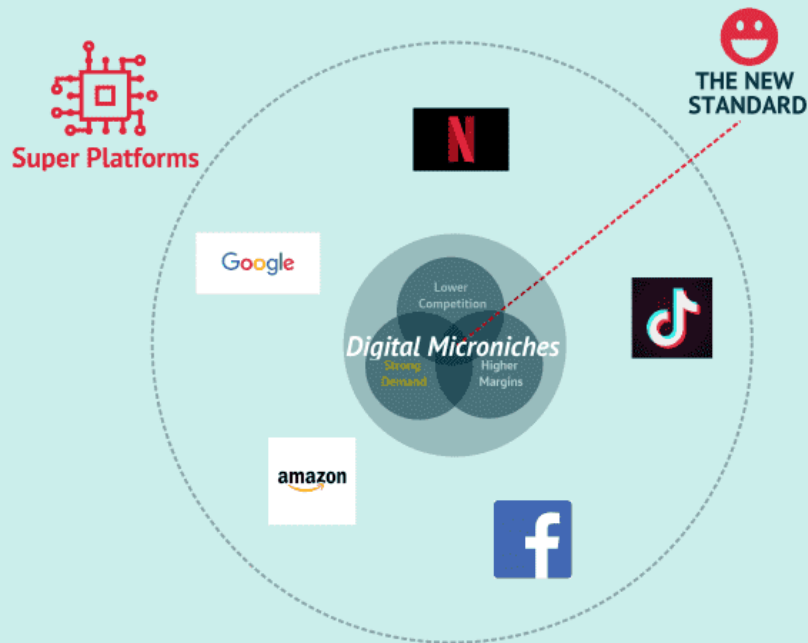 THE NEW
STANDARD
Super Platforms
N
Google
Lower
Competition
Digital Microniches
Strong
Demand
Higher
Margins
amazon
f